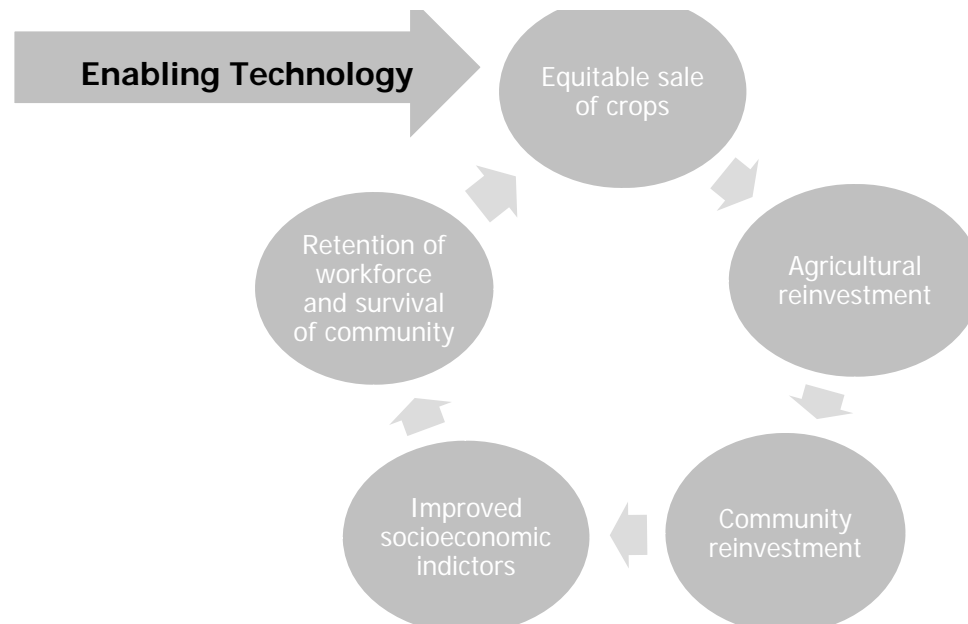 Enabling Technology
Equitable sale
of crops
Agricultural
reinvestment
Community
reinvestment
Improved
socioeconomic
indictors
Retention of
workforce
and survival
of community